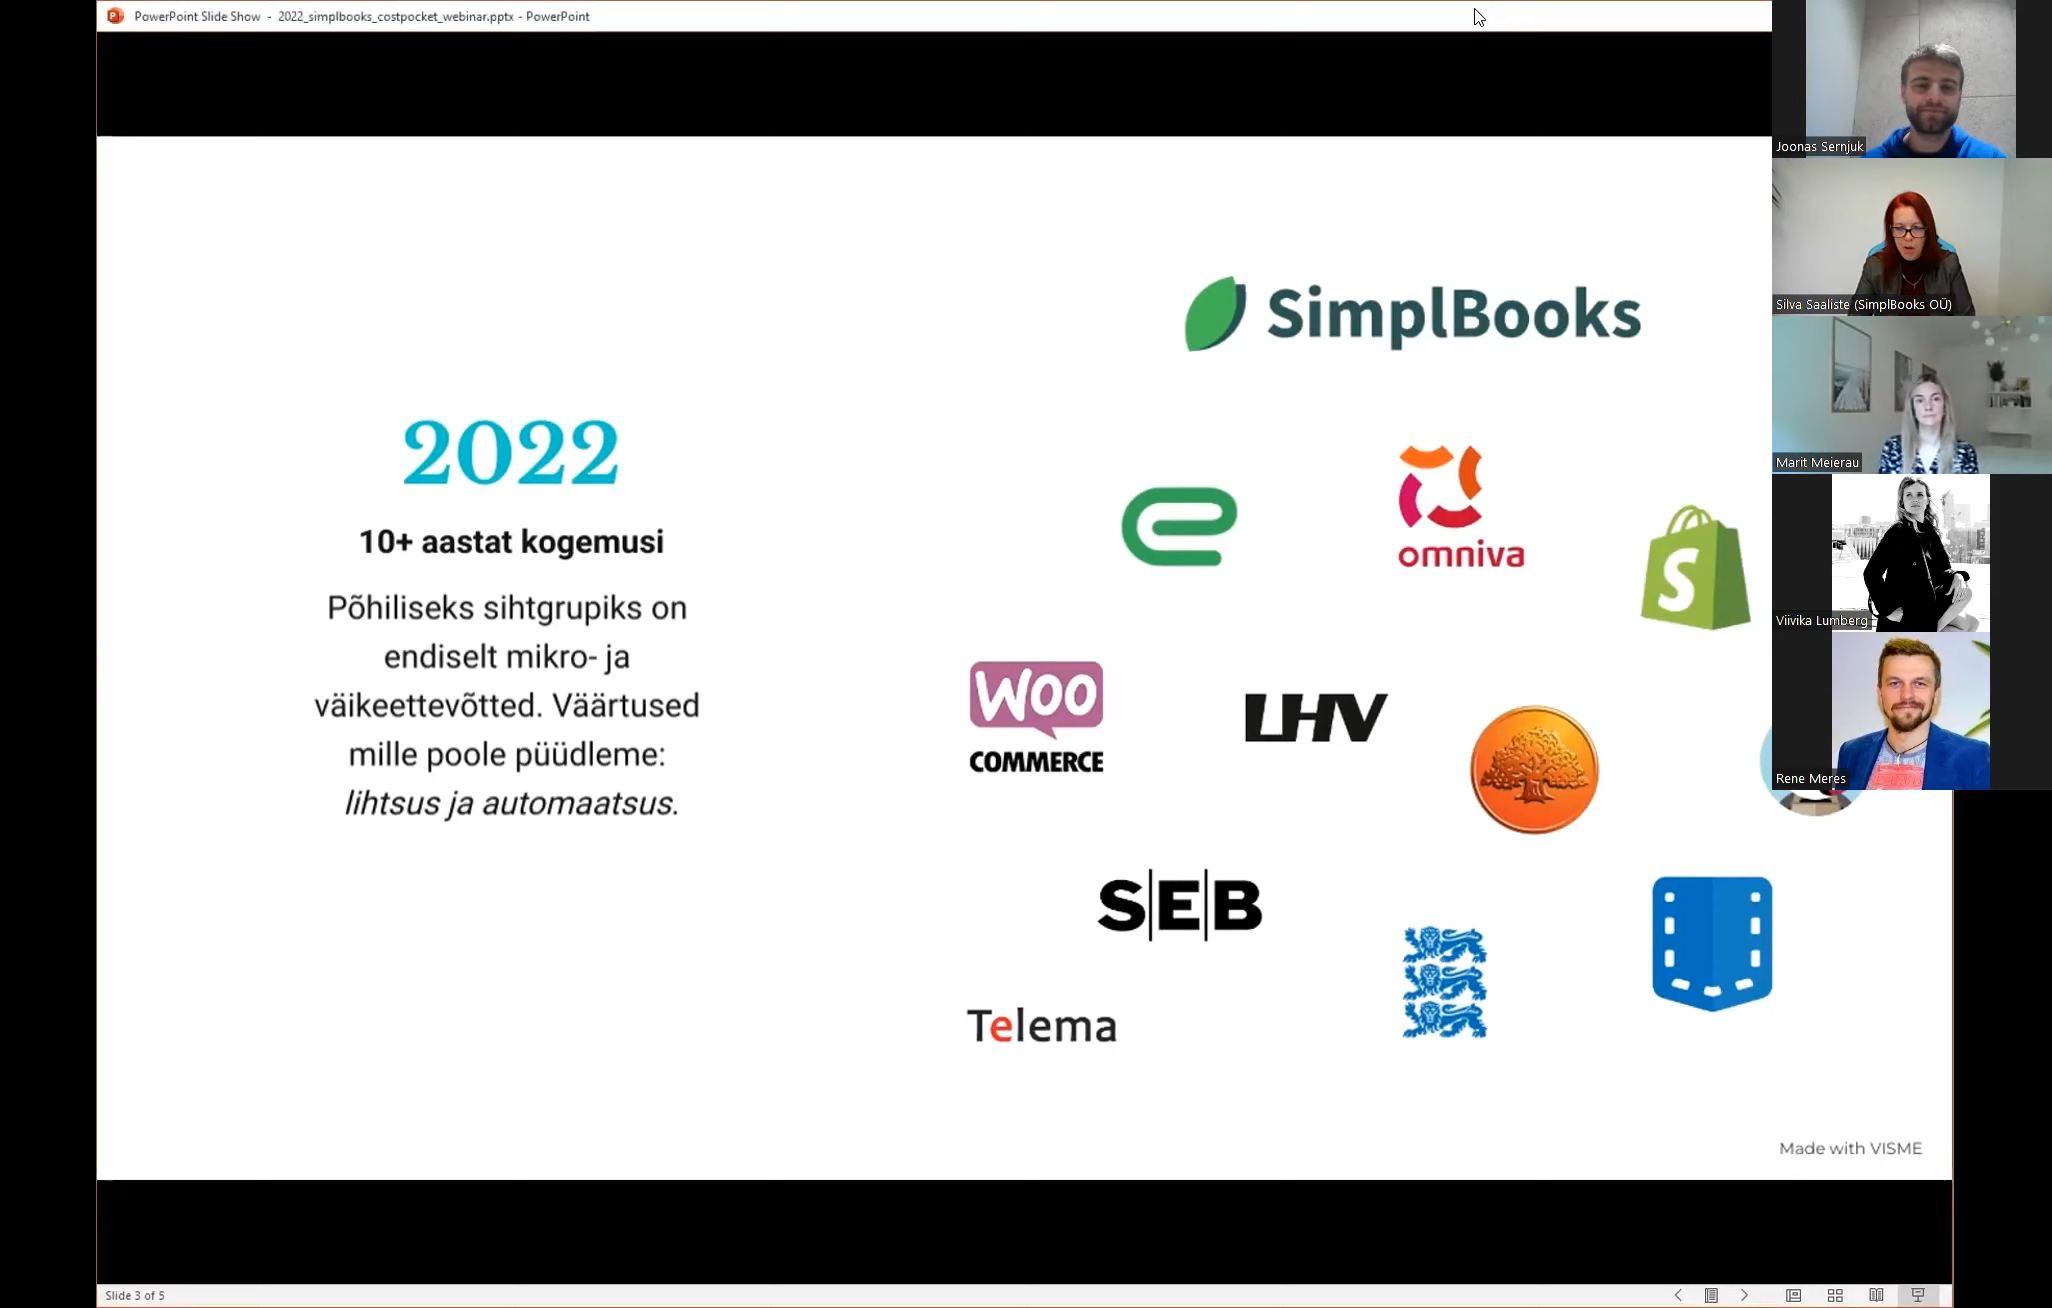 PowerPoint Slide Show - 2022_simplbooks_costpocket_webinar.pptx - PowerPoint
Joonas Sernjuk
Silva Saaliste (SimplBooks OÜ)
Marit Meierau
Viivika Lumberg
Rene Meres
SimplBooks
2022
10+ aastat kogemusi
Põhiliseks sihtgrupiks on
endiselt mikro- ja
väikeettevõtted. Väärtused
mille poole püüdleme:
lihtsus ja automaatsus.
omniva
S
WOO
COMMERCE
LHV
SEB
Telema
Made with VISME
Slide 3 of 5